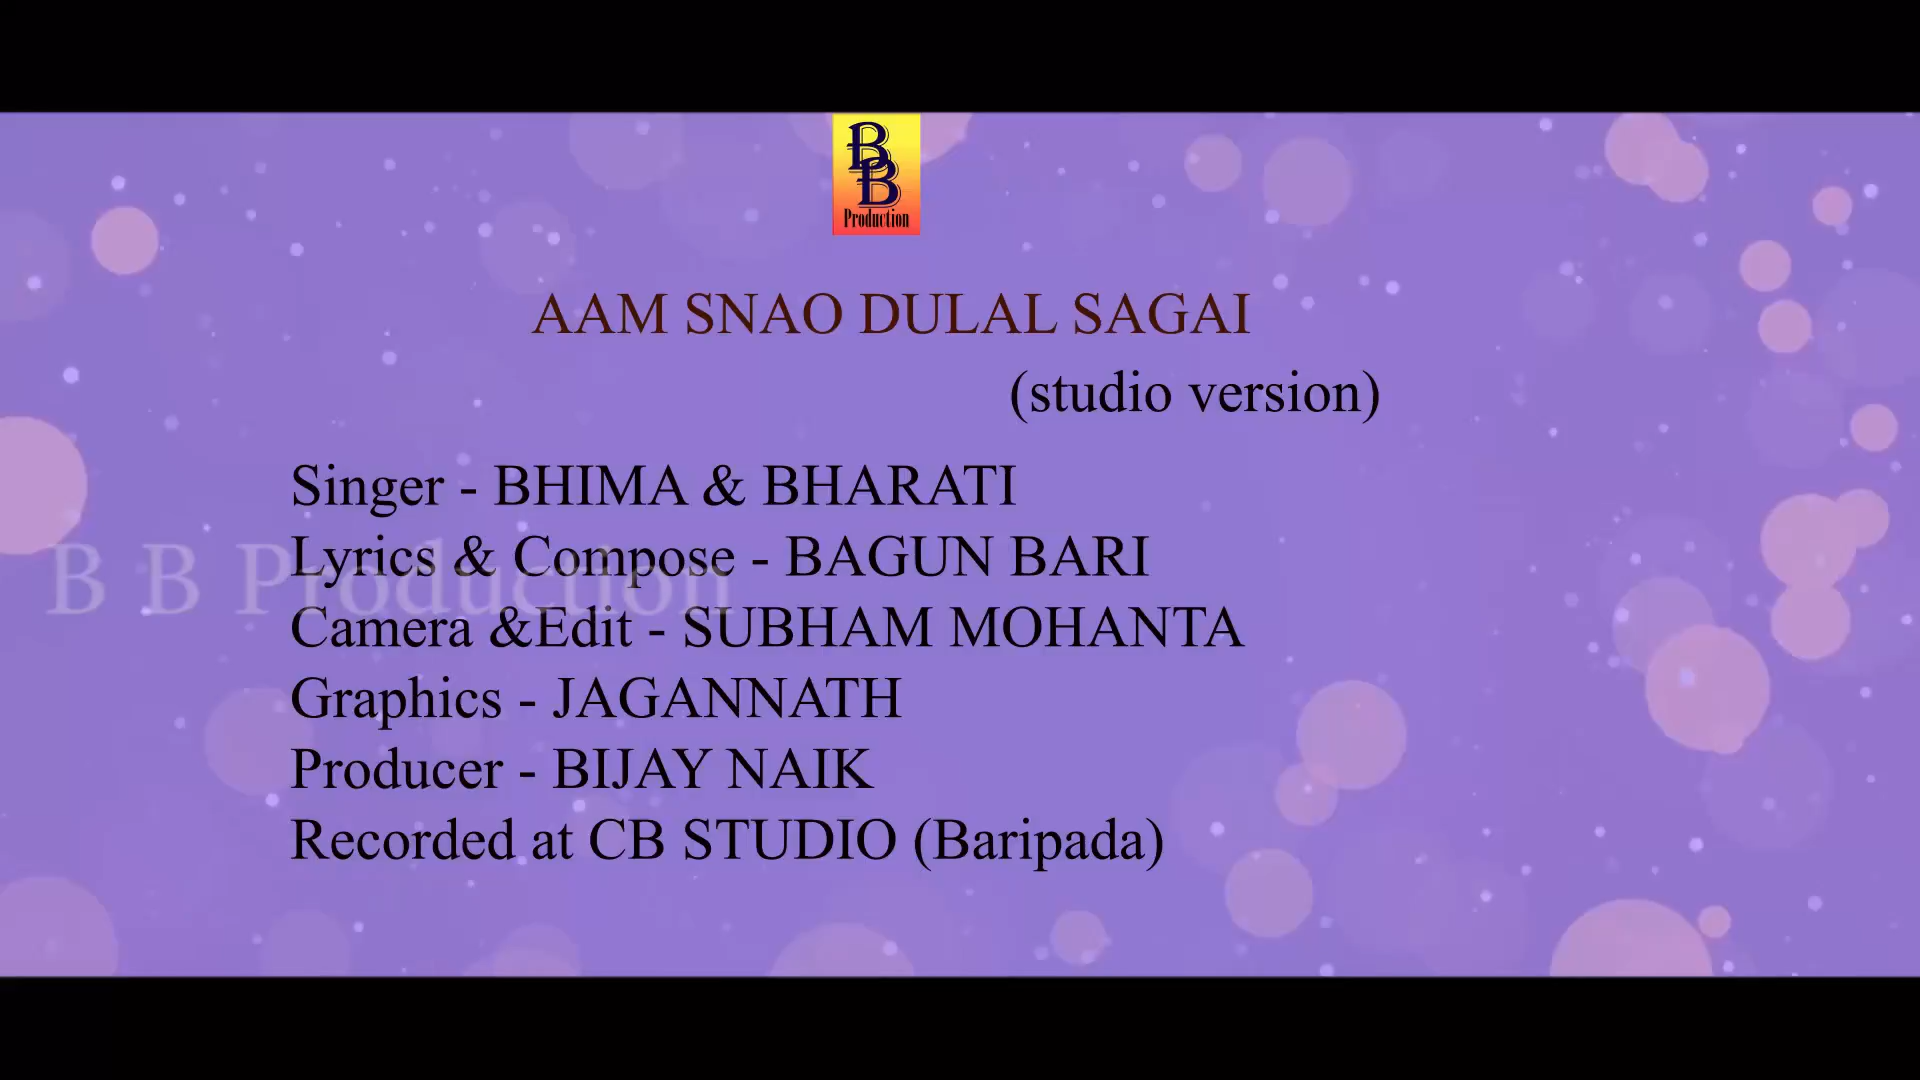 B
B
Production
AAM SNAO DULAL SAGAI
(studio version)
Singer - BHIMA & BHARATI
Lyrics & Compose - BAGUN BARI
B B Production
Camera &Edit - SUBHAM MOHANTA
Graphics - JAGANNATH
Producer - BIJAY NAIK
Recorded at CB STUDIO (Baripada)